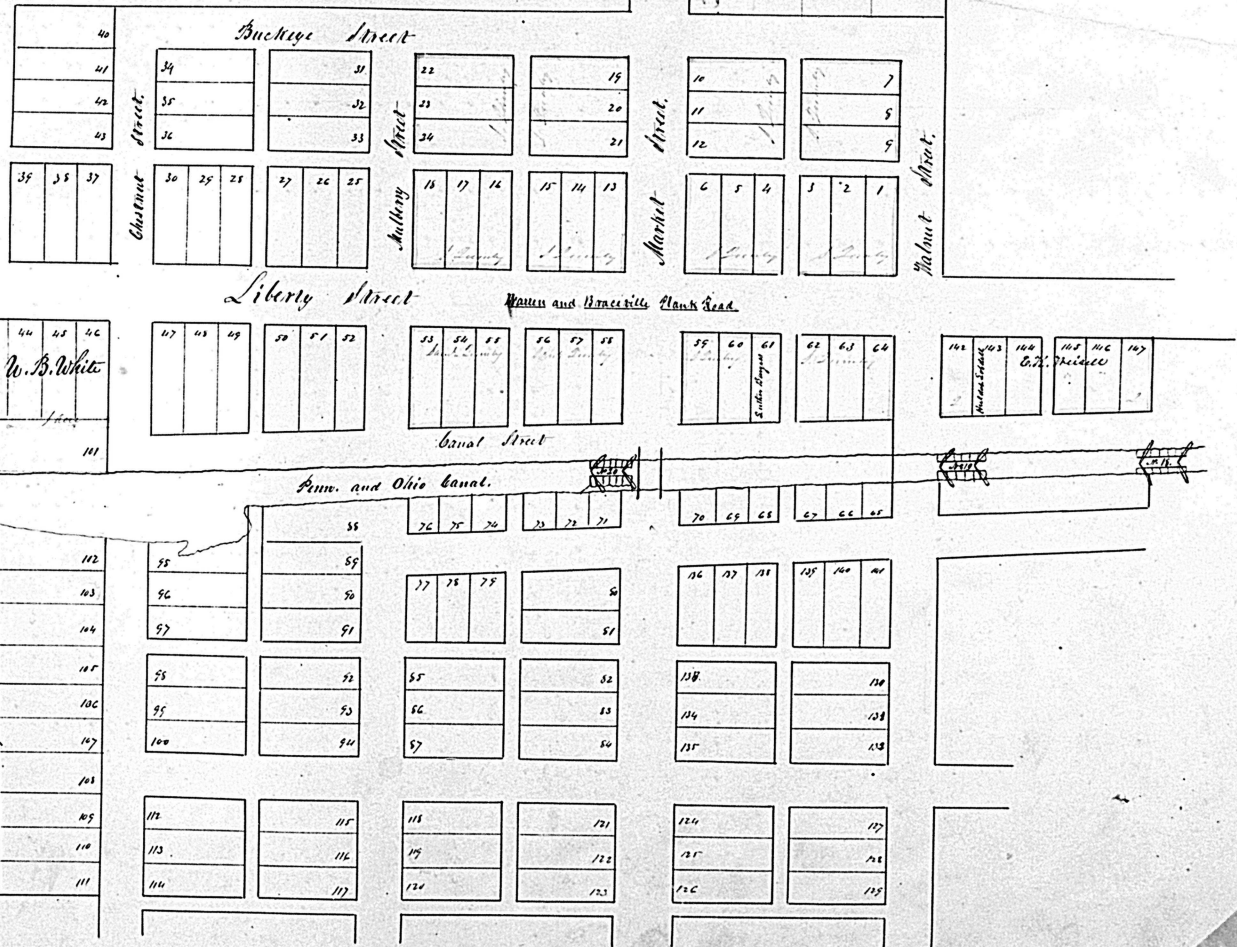 Buckeye Street
40
41
42
43
34
35
36
31
32
33
22
23
24
19
20
21
10
11
12
7
8
9
Chestnut Street.
Mulberry Street
Market Street.
Walnut Street.
39 38 37
30 29 28
27 26 25
18 17 16
15 14 13
6 5 4
3 2 1
Liberty Street
Warren and Braceville Plank Road
44 45 46
W. B. White
47 48 49
50 51 52
53 54 55
56 57 58
59 60 61
62 63 64
142 143 144
145 146 147
101
Canal Street
Penn. and Ohio Canal.
No 20
No 19
No 18.
88
76 75 74
73 72 71
70 69 68
67 66 65
102
103
104
105
106
107
108
109
110
111
95
96
97
89
90
91
77 78 79
80
81
136 137 138
139 140 141
98
99
100
92
93
94
85
86
87
82
83
84
134
135
130
112
113
114
115
116
117
118
119
120
121
122
123
124
125
126
127
128
129